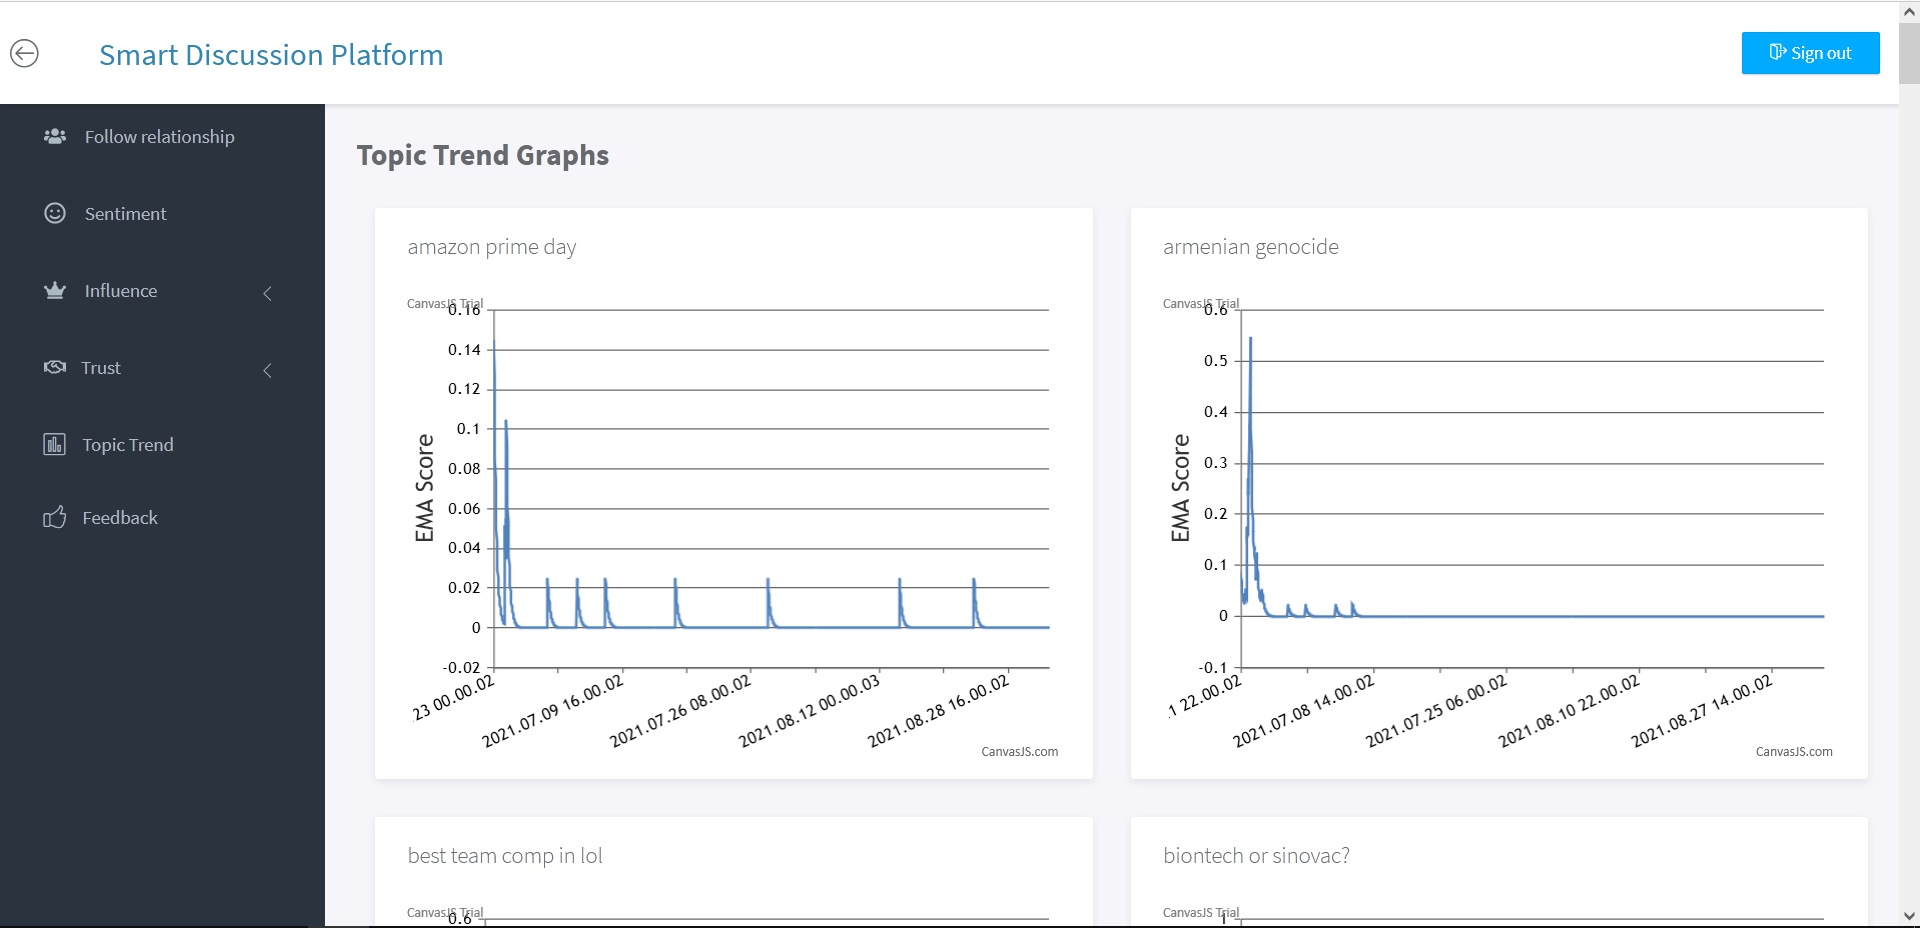 Smart Discussion Platform
Sign out
Follow relationship
Sentiment
Influence
Trust
Topic Trend
Feedback
Topic Trend Graphs
amazon prime day
CanvasJS Trial
0.16
0.14
0.12
0.1
0.08
0.06
0.04
0.02
0
-0.02
EMA Score
23 00.00.02
2021.07.09 16.00.02
2021.07.26 08.00.02
2021.08.12 00.00.03
2021.08.28 16.00.02
CanvasJS.com
armenian genocide
CanvasJS Trial
0.6
0.5
0.4
0.3
0.2
0.1
0
-0.1
EMA Score
.1 22.00.02
2021.07.08 14.00.02
2021.07.25 06.00.02
2021.08.10 22.00.02
2021.08.27 14.00.02
CanvasJS.com
best team comp in lol
CanvasJS Trial
0.6
biontech or sinovac?
CanvasJS Trial
1